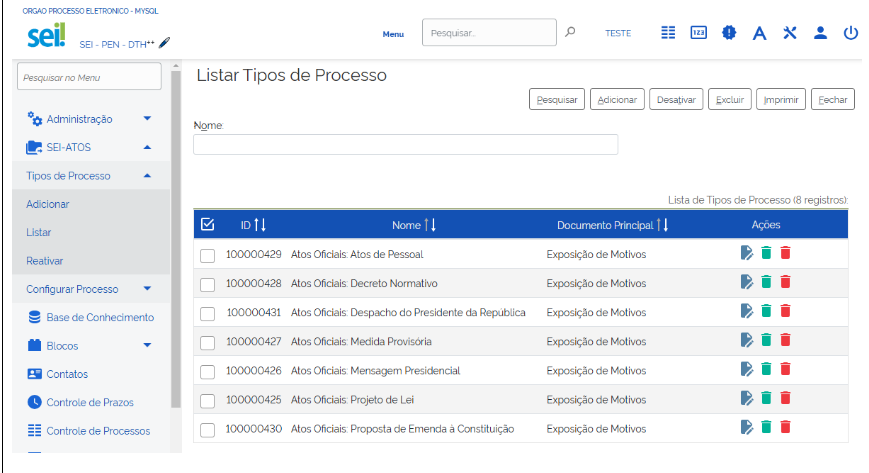 ORGAO PROCESSO ELETRONICO - MYSQL
sei!
SEI - PEN - DTH++
Menu
Pesquisar...
TESTE
123
A
Pesquisar no Menu
Administração
SEI-ATOS
Tipos de Processo
Adicionar
Listar
Reativar
Configurar Processo
Base de Conhecimento
Blocos
Contatos
Controle de Prazos
Controle de Processos
Listar Tipos de Processo
Pesquisar Adicionar Desativar Excluir Imprimir Fechar
Nome:
Lista de Tipos de Processo (8 registros):
ID Nome Documento Principal Ações
100000429 Atos Oficiais: Atos de Pessoal Exposição de Motivos
100000428 Atos Oficiais: Decreto Normativo Exposição de Motivos
100000431 Atos Oficiais: Despacho do Presidente da República Exposição de Motivos
100000427 Atos Oficiais: Medida Provisória Exposição de Motivos
100000426 Atos Oficiais: Mensagem Presidencial Exposição de Motivos
100000425 Atos Oficiais: Projeto de Lei Exposição de Motivos
100000430 Atos Oficiais: Proposta de Emenda à Constituição Exposição de Motivos